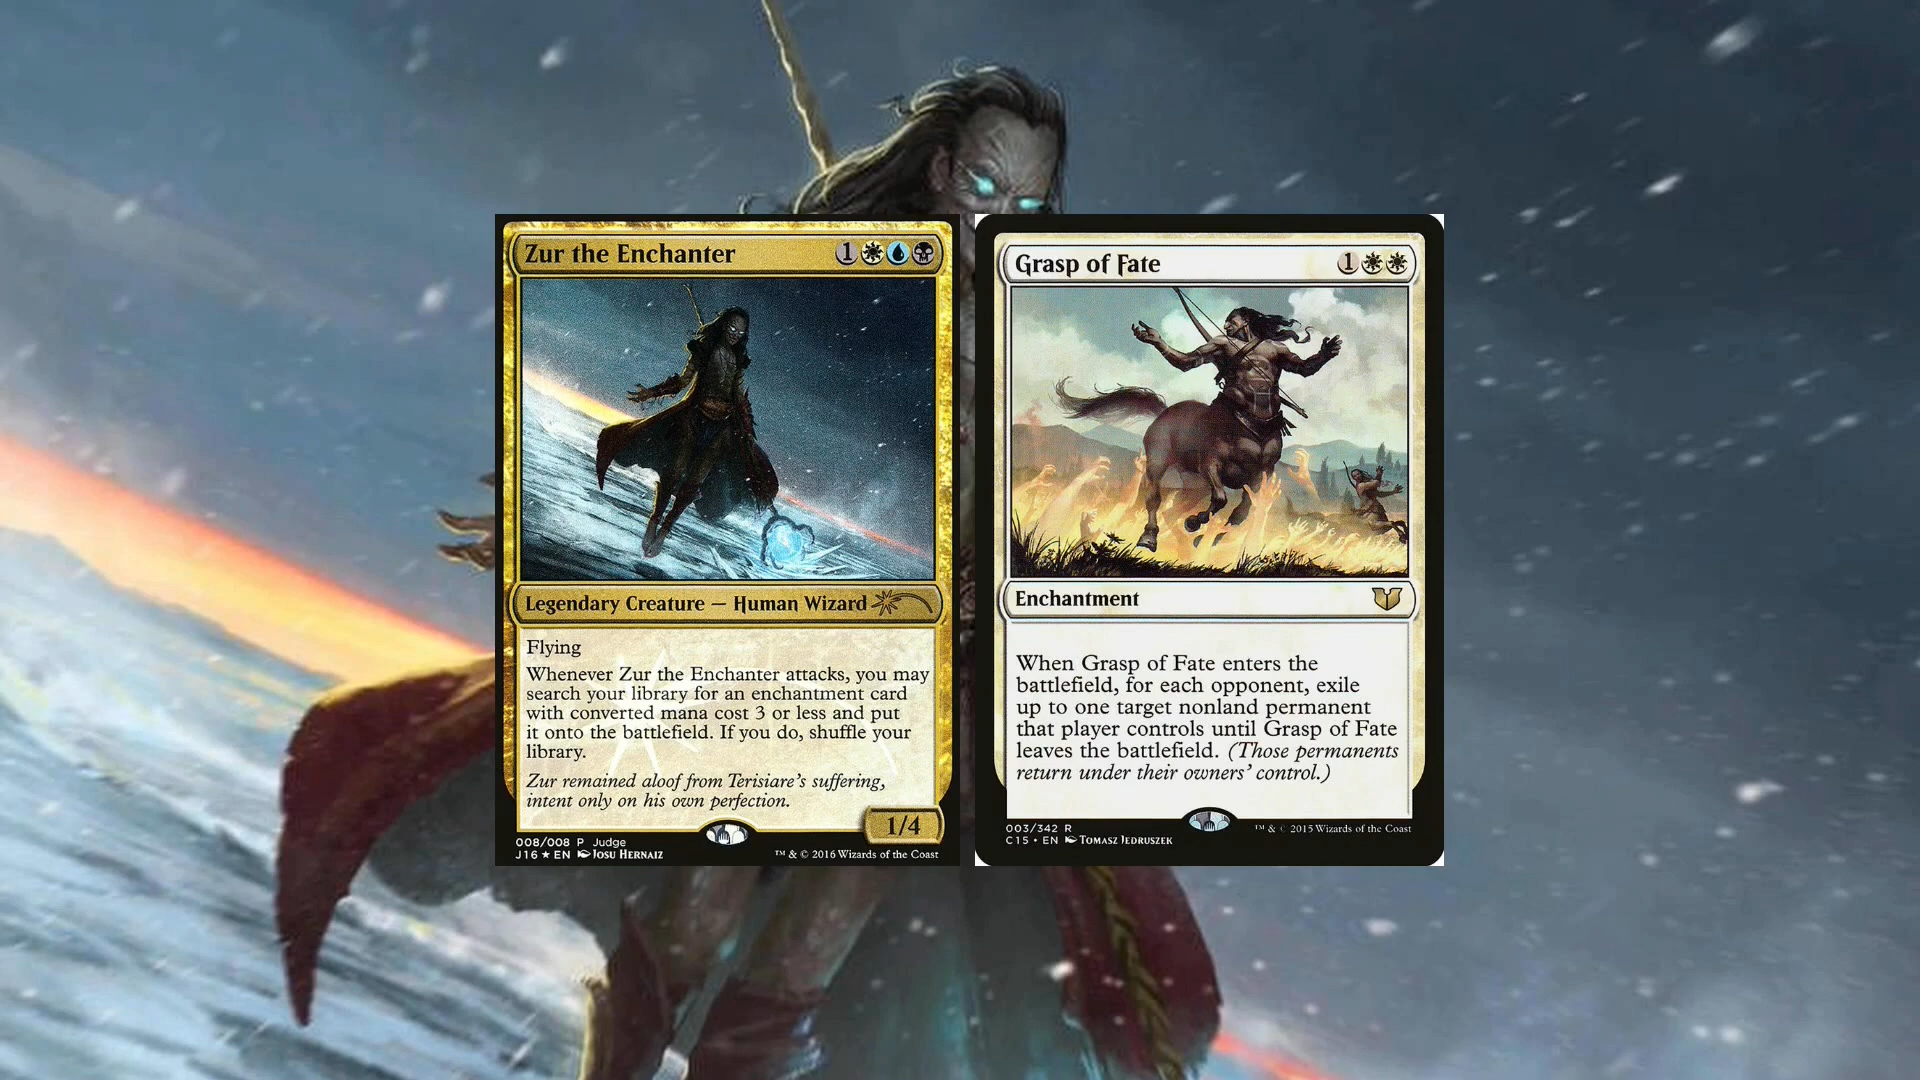 Zur the Enchanter 1
Legendary Creature — Human Wizard
Flying
Whenever Zur the Enchanter attacks, you may
search your library for an enchantment card
with converted mana cost 3 or less and put
it onto the battlefield. If you do, shuffle your
library.
Zur remained aloof from Terisiare's suffering,
intent only on his own perfection.
1/4
008/008 P Judge
J16 ★ EN Josu Hernaiz
™ & © 2016 Wizards of the Coast
Grasp of Fate 1
Enchantment
When Grasp of Fate enters the
battlefield, for each opponent, exile
up to one target nonland permanent
that player controls until Grasp of Fate
leaves the battlefield. (Those permanents
return under their owners' control.)
003/342 R
C15 • EN Tomasz Jedruszek
™ & © 2015 Wizards of the Coast